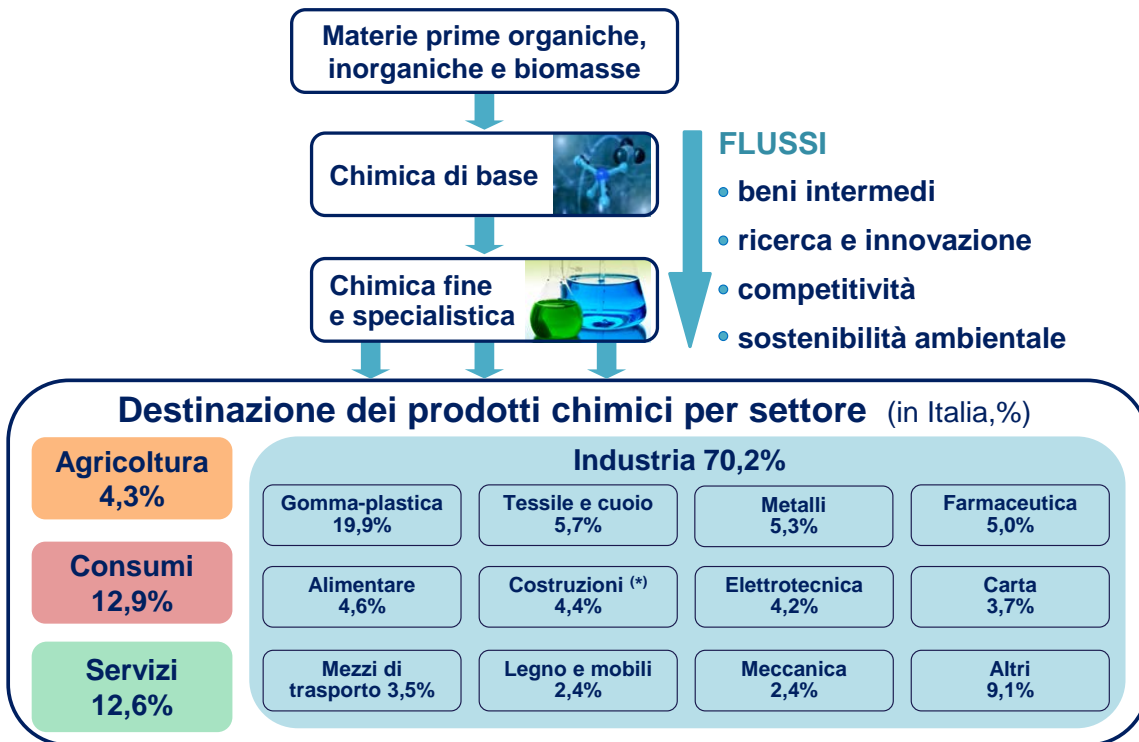 Materie prime organiche,
inorganiche e biomasse
Chimica di base
Chimica fine
e specialistica
FLUSSI
• beni intermedi
• ricerca e innovazione
• competitività
• sostenibilità ambientale
Destinazione dei prodotti chimici per settore (in Italia,%)
Agricoltura
4,3%
Consumi
12,9%
Servizi
12,6%
Industria 70,2%
Gomma-plastica
19,9%
Tessile e cuoio
5,7%
Metalli
5,3%
Farmaceutica
5,0%
Alimentare
4,6%
Costruzioni (*)
4,4%
Elettrotecnica
4,2%
Carta
3,7%
Mezzi di
trasporto 3,5%
Legno e mobili
2,4%
Meccanica
2,4%
Altri
9,1%